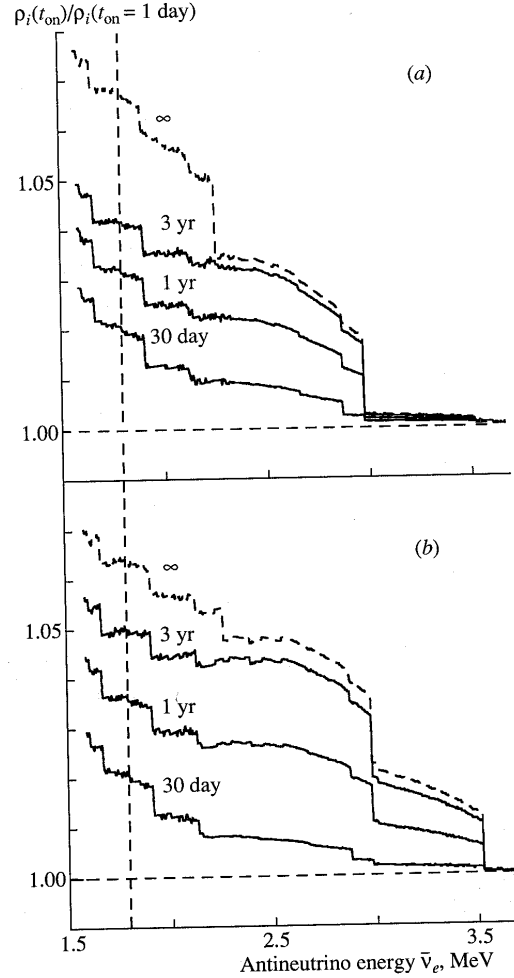 ρi(ton)/ρi(ton = 1 day)
(a)
∞
1.05
3 yr
1 yr
30 day
1.00
(b)
∞
1.05
3 yr
1 yr
30 day
1.00
1.5 2.5 3.5
Antineutrino energy ν̄e, MeV